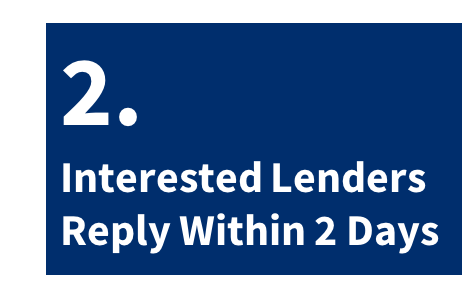 2.
Interested Lenders
Reply Within 2 Days